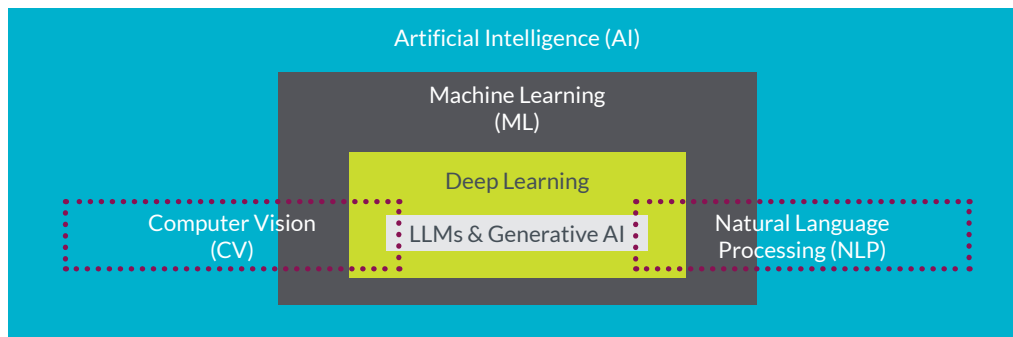 Artificial Intelligence (AI)
Machine Learning
(ML)
Deep Learning
Computer Vision
(CV)
LLMs & Generative AI
Natural Language
Processing (NLP)